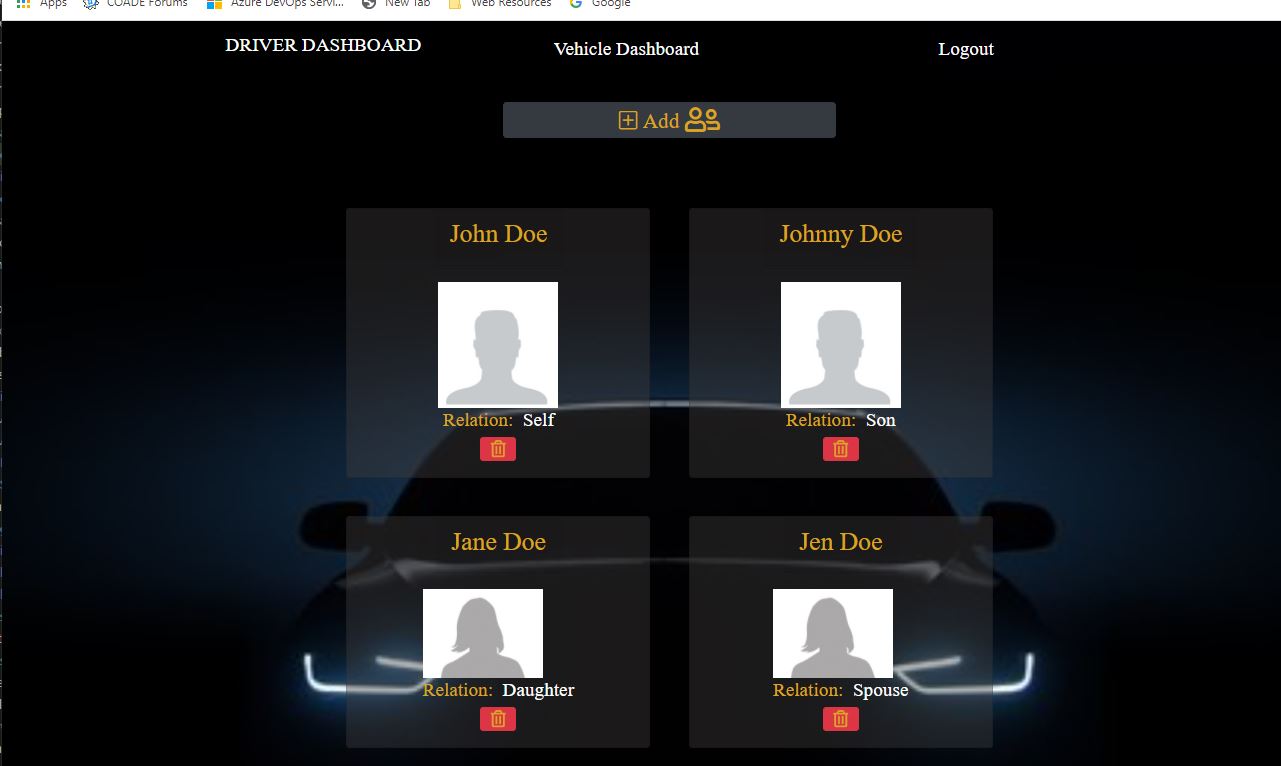 Apps COADE Forums Azure DevOps Servi... New Tab Web Resources Google
DRIVER DASHBOARD Vehicle Dashboard Logout
Add
John Doe
Relation: Self
Johnny Doe
Relation: Son
Jane Doe
Relation: Daughter
Jen Doe
Relation: Spouse